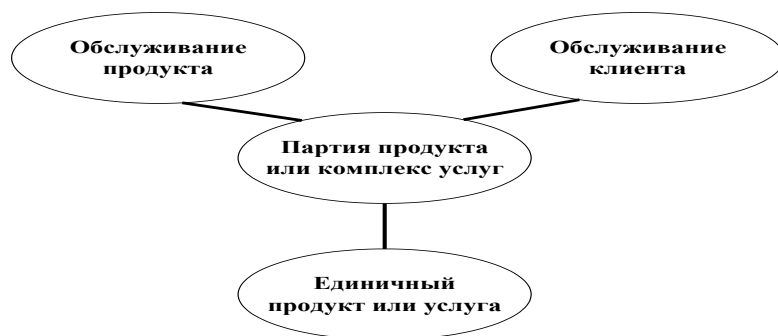 Обслуживание
продукта
Обслуживание
клиента
Партия продукта
или комплекс услуг
Единичный
продукт или услуга